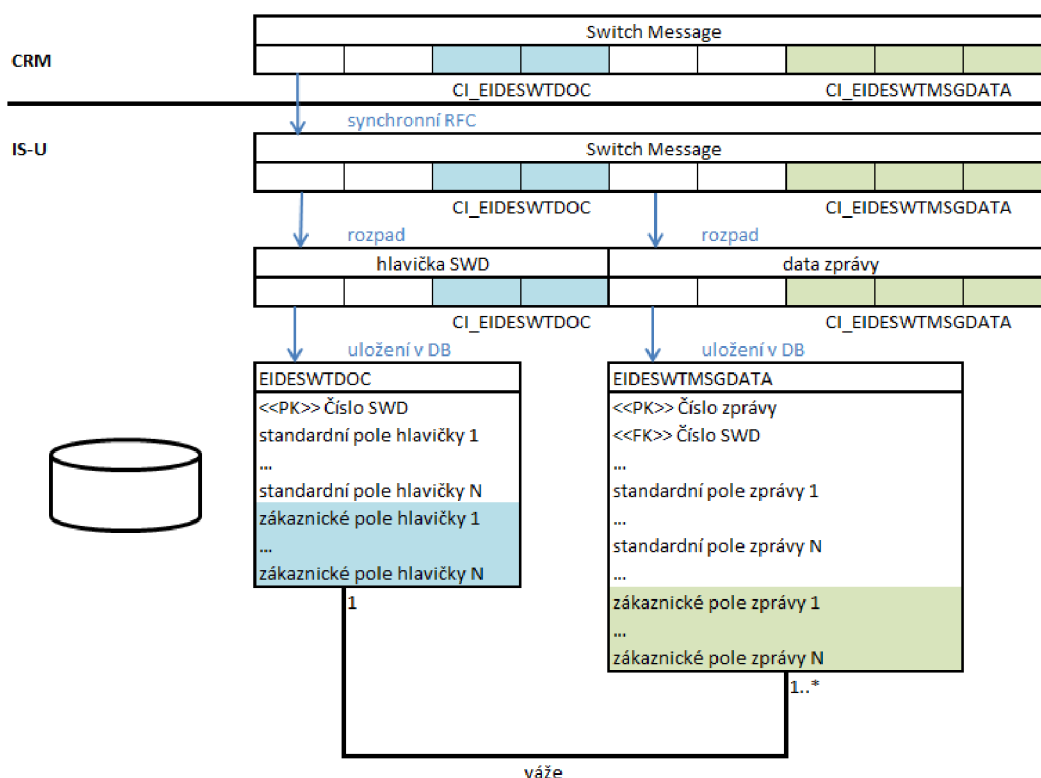 Switch Message
CRM
CI_EIDESWTDOC
CI_EIDESWTMSGDATA
synchronní RFC
IS-U
Switch Message
CI_EIDESWTDOC
CI_EIDESWTMSGDATA
rozpad
rozpad
hlavička SWD
data zprávy
CI_EIDESWTDOC
CI_EIDESWTMSGDATA
uložení v DB
uložení v DB
EIDESWTDOC
<<PK>> Číslo SWD
standardní pole hlavičky 1
...
standardní pole hlavičky N
zákaznické pole hlavičky 1
...
zákaznické pole hlavičky N
1
EIDESWTMSGDATA
<<PK>> Číslo zprávy
<<FK>> Číslo SWD
...
standardní pole zprávy 1
...
standardní pole zprávy N
...
zákaznické pole zprávy 1
...
zákaznické pole zprávy N
1..*
váže